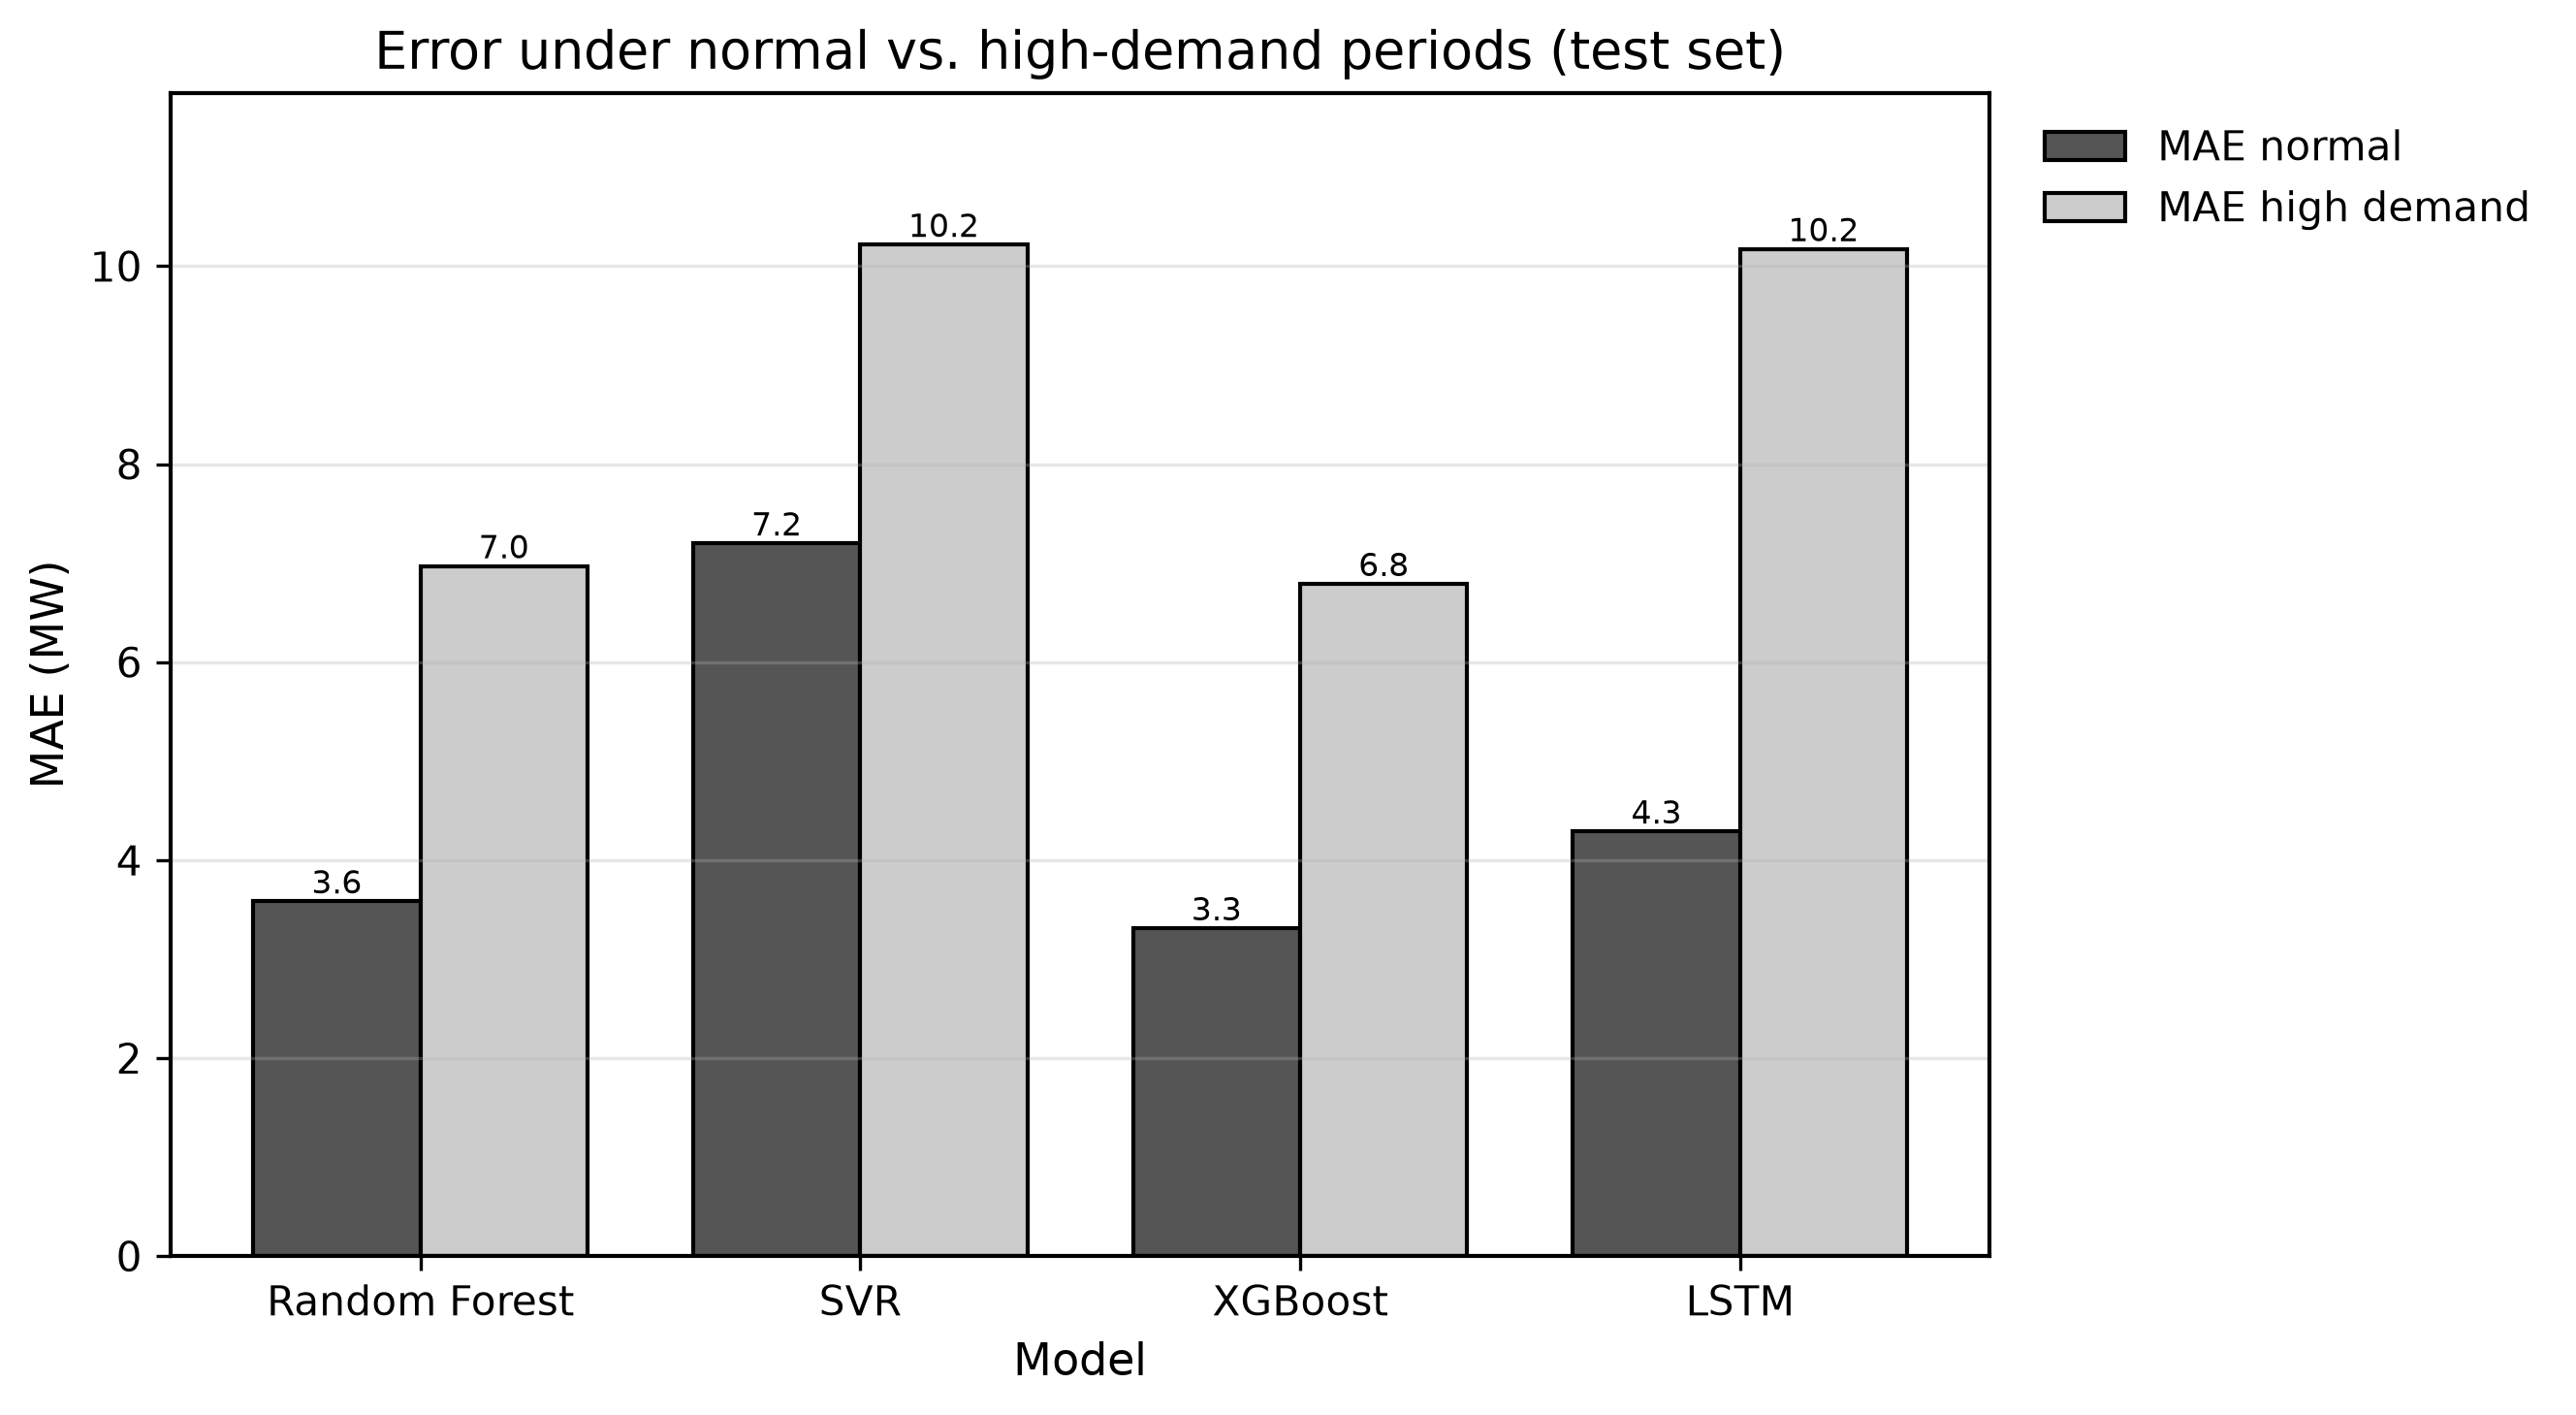 Error under normal vs. high-demand periods (test set)
MAE normal
MAE high demand
MAE (MW)
10
8
6
4
2
0
3.6
7.0
7.2
10.2
3.3
6.8
4.3
10.2
Random Forest
SVR
XGBoost
LSTM
Model